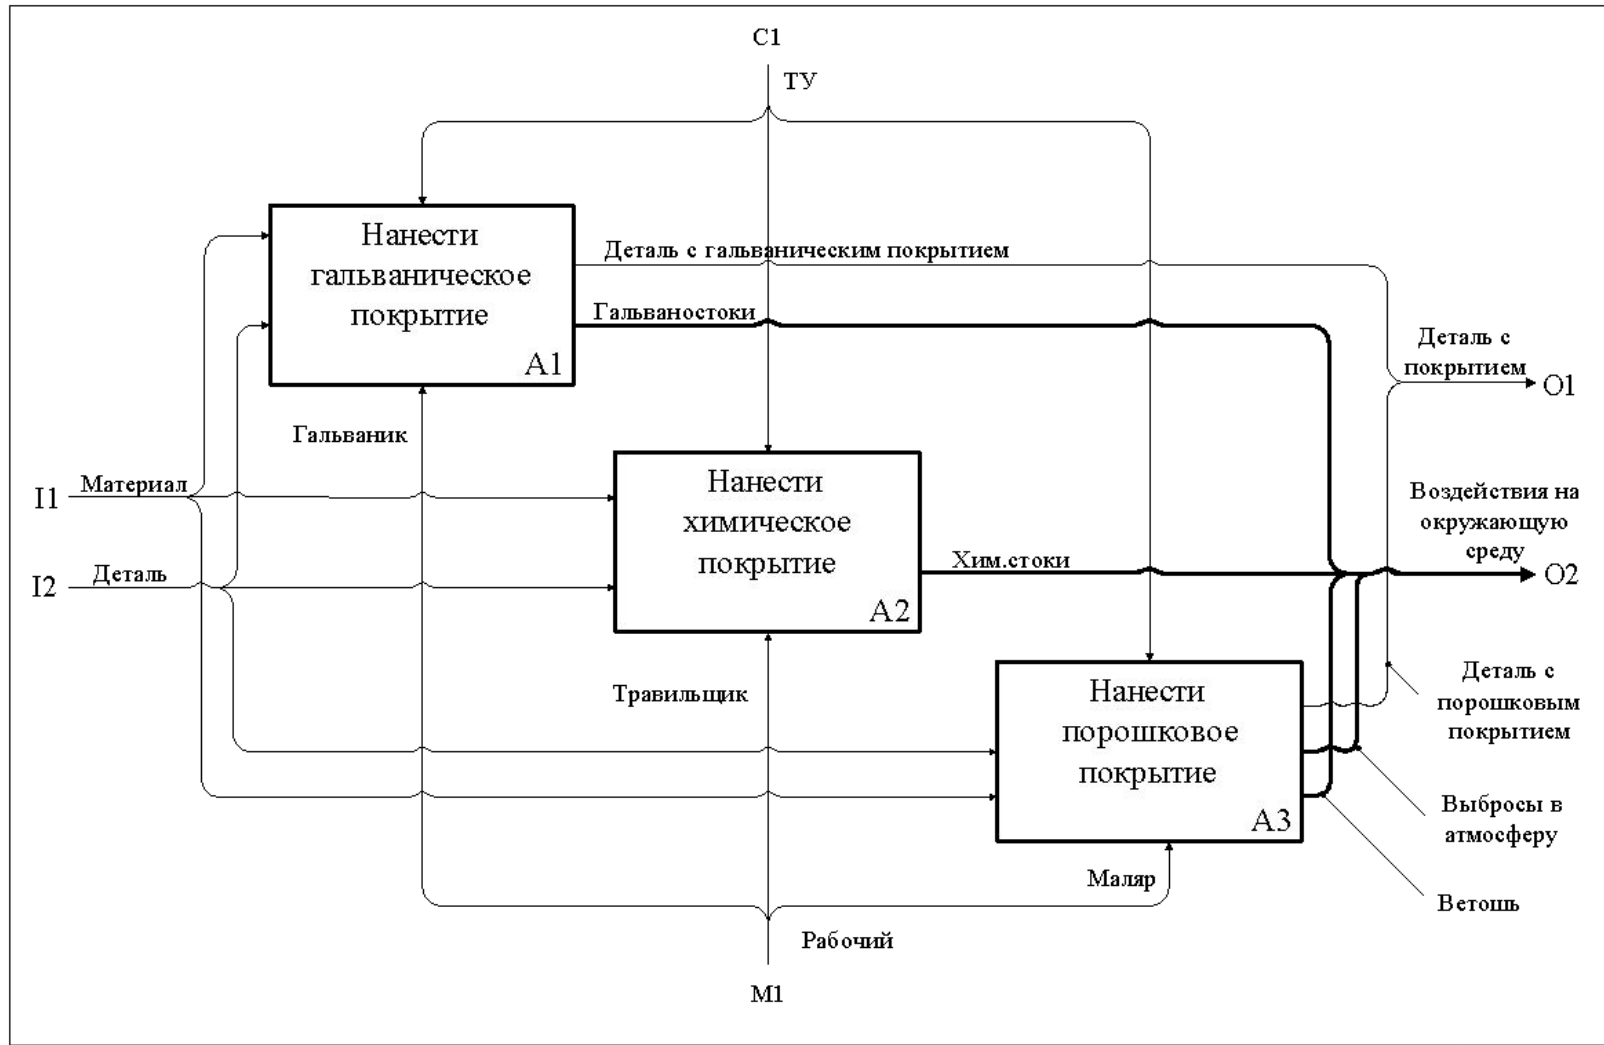 C1
ТУ
Нанести
гальваническое
покрытие
A1
Деталь с гальваническим покрытием
Гальваностоки
Деталь с
покрытием
O1
Гальваник
I1
Материал
Нанести
химическое
покрытие
A2
Воздействия на
окружающую
среду
O2
Хим.стоки
I2
Деталь
Травильщик
Нанести
порошковое
покрытие
A3
Деталь с
порошковым
покрытием
Выбросы в
атмосферу
Маляр
Ветошь
Рабочий
M1